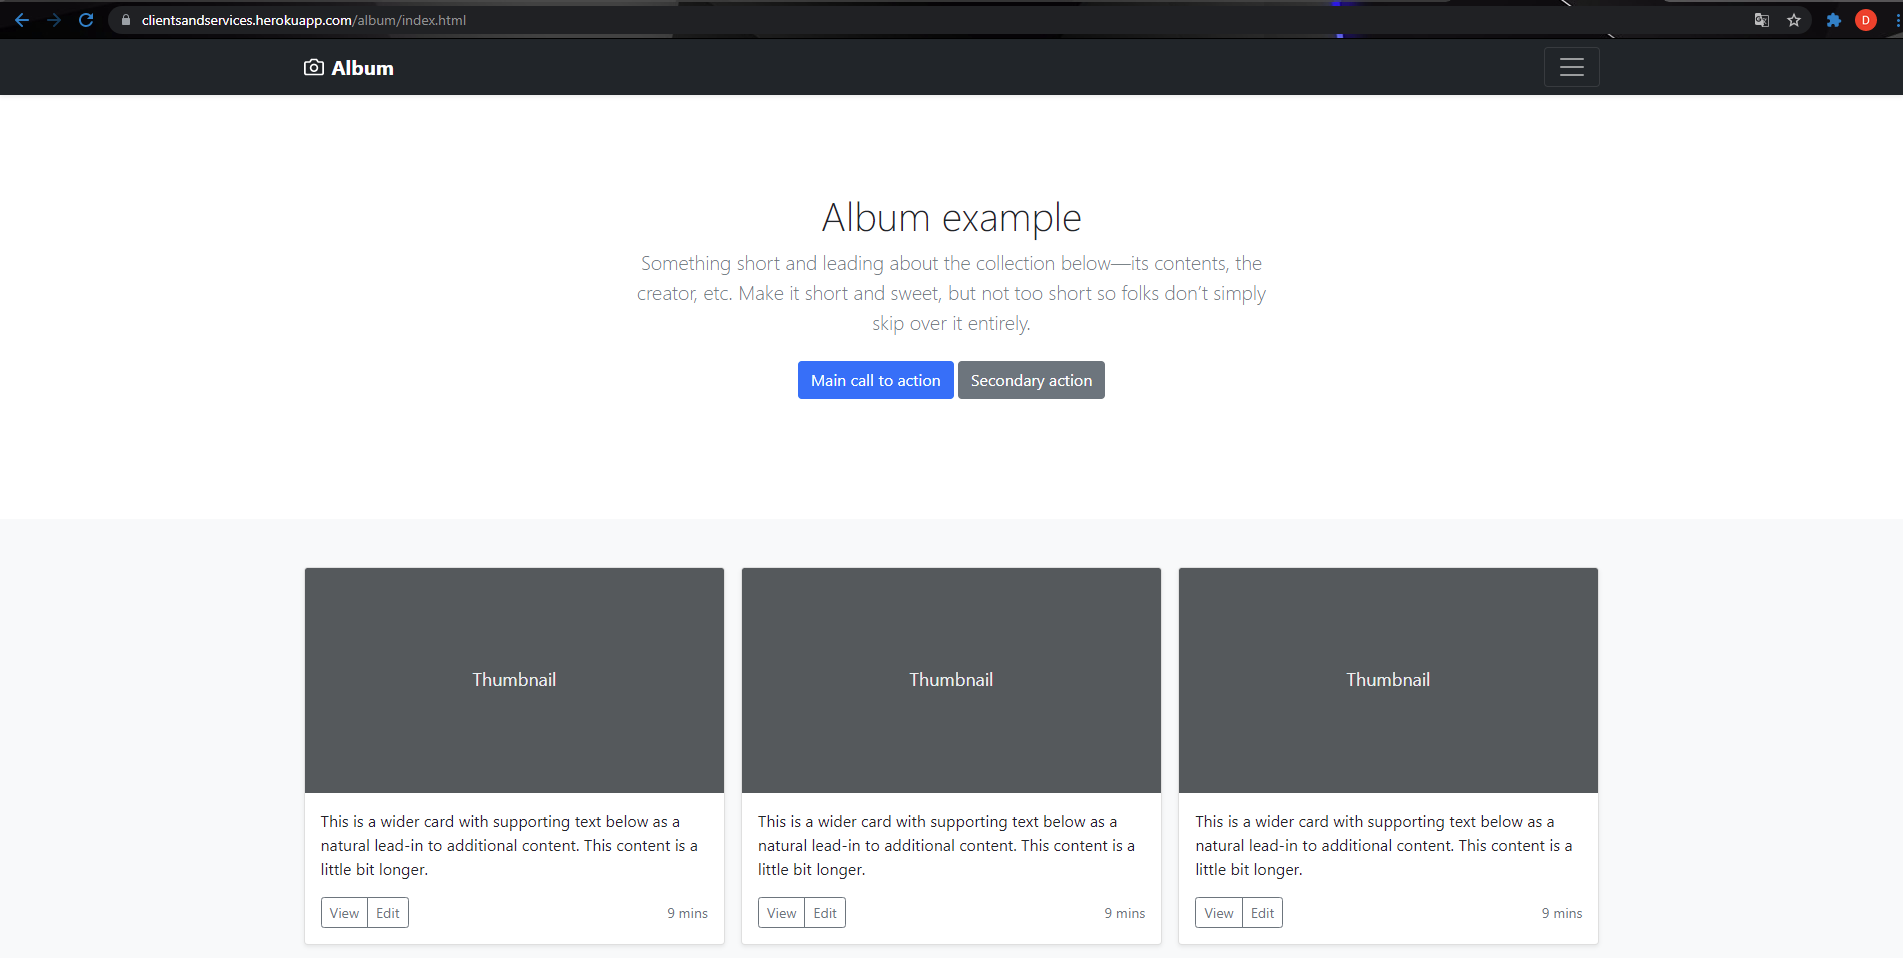 clientsandservices.herokuapp.com/album/index.html
D
Album
Album example
Something short and leading about the collection below—its contents, the
creator, etc. Make it short and sweet, but not too short so folks don’t simply
skip over it entirely.
Main call to action Secondary action
Thumbnail
This is a wider card with supporting text below as a
natural lead-in to additional content. This content is a
little bit longer.
View Edit 9 mins
Thumbnail
This is a wider card with supporting text below as a
natural lead-in to additional content. This content is a
little bit longer.
View Edit 9 mins
Thumbnail
This is a wider card with supporting text below as a
natural lead-in to additional content. This content is a
little bit longer.
View Edit 9 mins